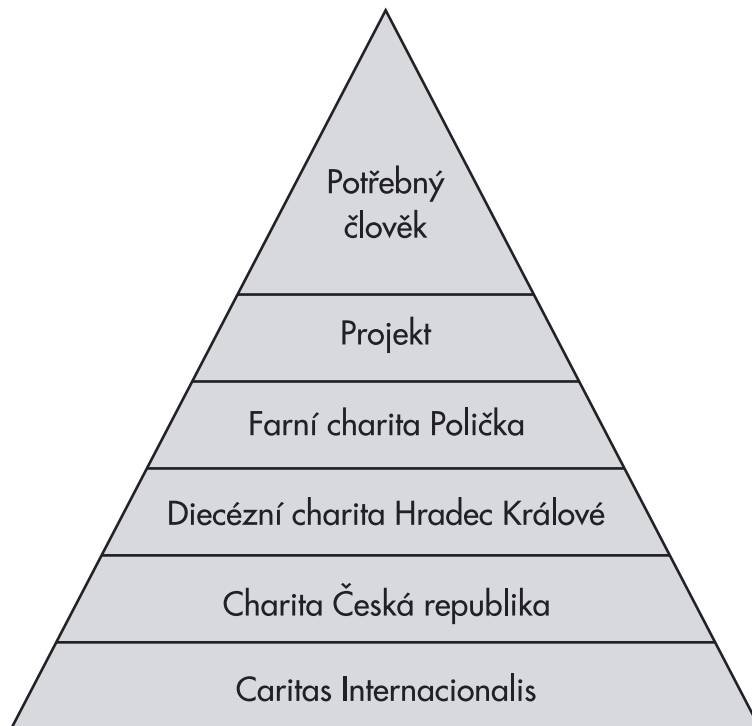 Potřebný
člověk
Projekt
Farní charita Polička
Diecézní charita Hradec Králové
Charita Česká republika
Caritas Internacionalis